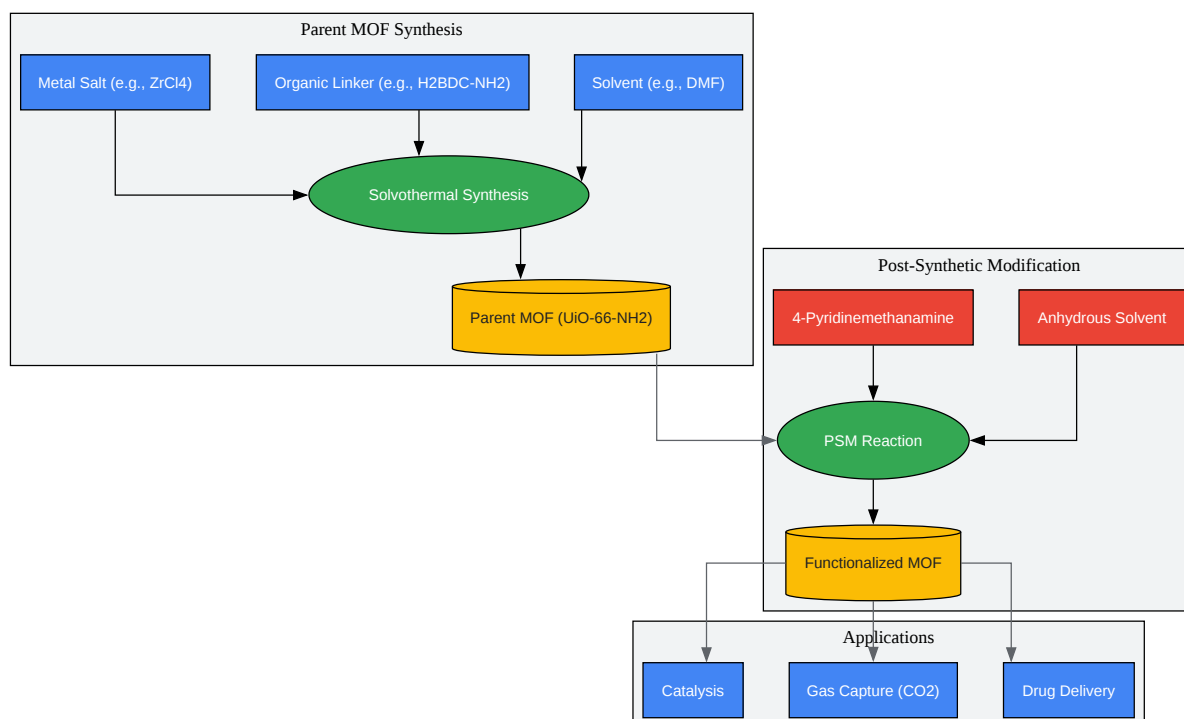 Parent MOF Synthesis
Metal Salt (e.g., ZrCl4)
Organic Linker (e.g., H2BDC-NH2)
Solvent (e.g., DMF)
Solvothermal Synthesis
Parent MOF (UiO-66-NH2)
Post-Synthetic Modification
4-Pyridinemethanamine
Anhydrous Solvent
PSM Reaction
Functionalized MOF
Applications
Catalysis
Gas Capture (CO2)
Drug Delivery